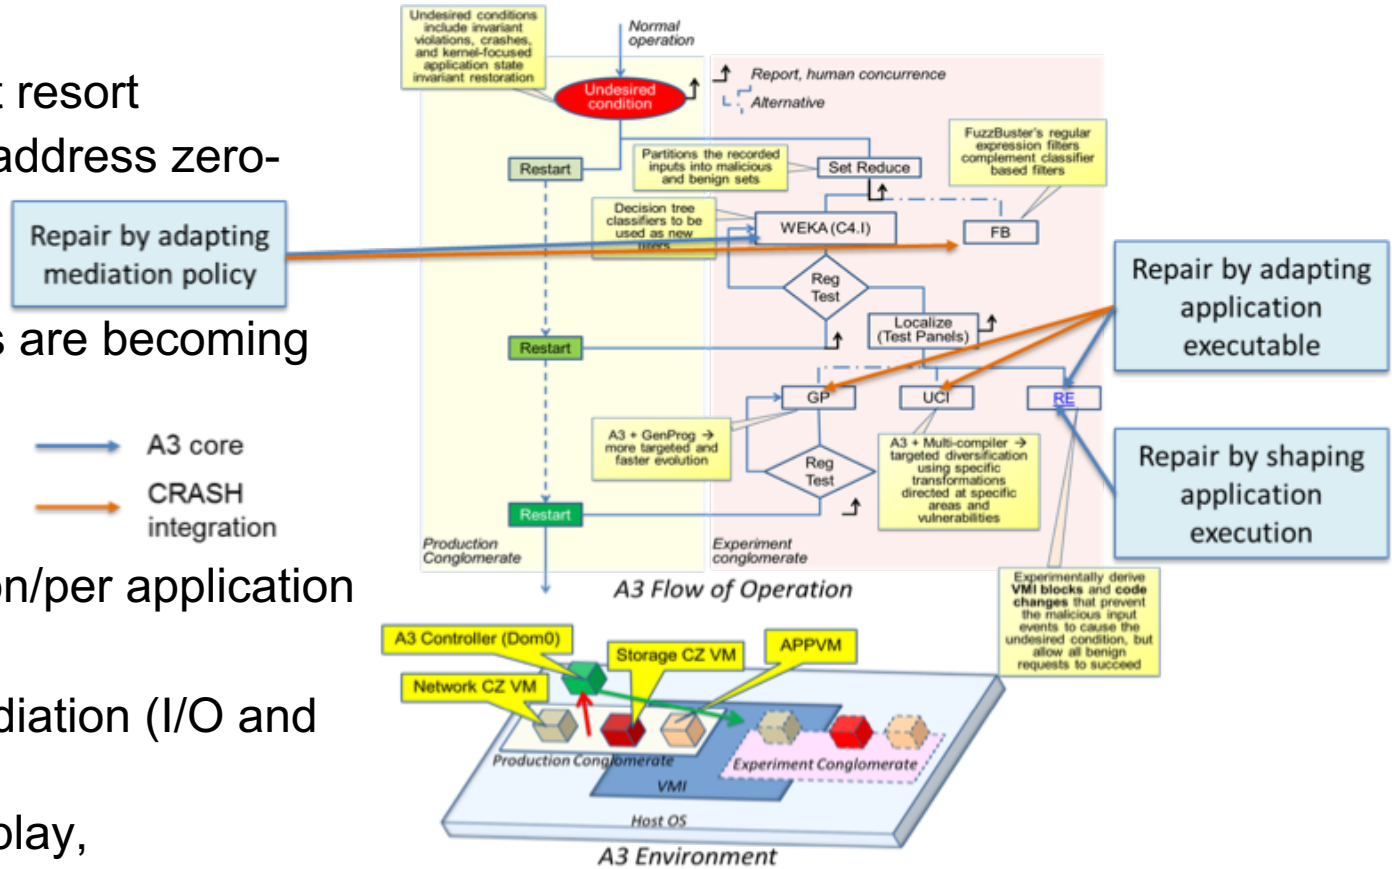 t resort
address zero-
s are becoming
on/per application
diation (I/O and
olay,
Repair by adapting
mediation policy
A3 core
CRASH
integration
Undesired conditions
include invariant
violations, crashes,
and kernel-focused
application state
invariant restoration
Normal
operation
Undesired
condition
Report, human concurrence
Alternative
Restart
Partitions the recorded
inputs into malicious
and benign sets
Set Reduce
FuzzBuster's regular
expression filters
complement classifier
based filters
Decision tree
classifiers to be
used as new
filters
WEKA (C4.I)
FB
Reg
Test
Localize
(Test Panels)
Restart
GP
UCI
RE
A3 + GenProg →
more targeted and
faster evolution
Reg
Test
A3 + Multi-compiler →
targeted diversification
using specific
transformations
directed at specific
areas and
vulnerabilities
Restart
Production
Conglomerate
Experiment
conglomerate
Repair by adapting
application
executable
Repair by shaping
application
execution
Experimentally derive
VMI blocks and code
changes that prevent
the malicious input
events to cause the
undesired condition, but
allow all benign
requests to succeed
A3 Flow of Operation
A3 Controller (Dom0)
Storage CZ VM
APPVM
Network CZ VM
Production Conglomerate
Experiment Conglomerate
VMI
Host OS
A3 Environment